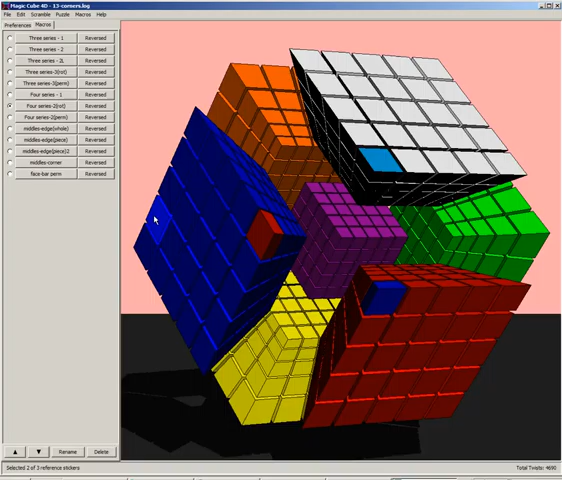 Magic Cube 4D - 13-corners.log
File Edit Scramble Puzzle Macros Help
Preferences Macros
Three series - 1 Reversed
Three series - 2 Reversed
Three series - 2L Reversed
Three series-3(rot) Reversed
Three series-3(perm) Reversed
Four series - 1 Reversed
Four series-2(rot) Reversed
Four series-2(perm) Reversed
middles-edge(whole) Reversed
middles-edge(piece) Reversed
middles-edge(piece)2 Reversed
middles-corner Reversed
face-bar perm Reversed
Rename Delete
Selected 2 of 3 reference stickers Total Twists: 4690